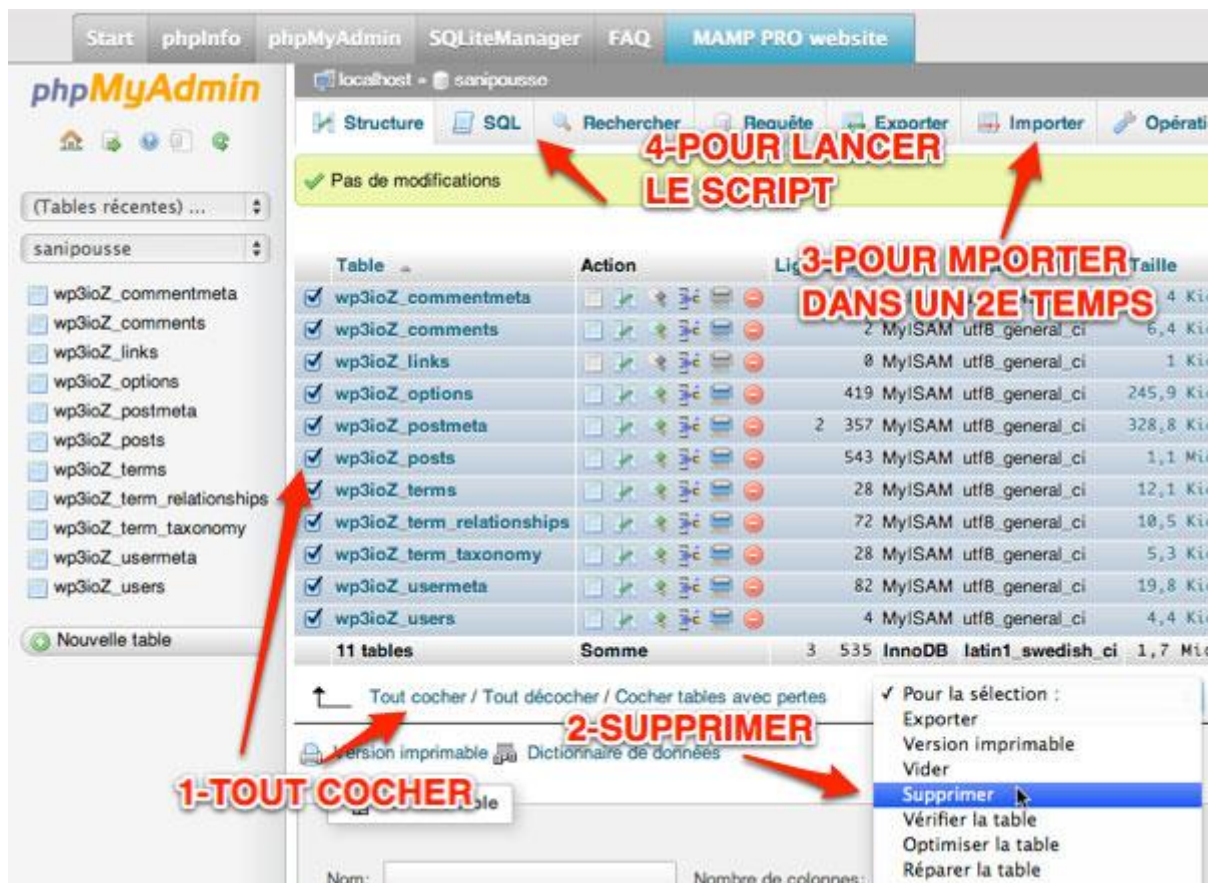 Start phpInfo phpMyAdmin SQLiteManager FAQ MAMP PRO website
phpMyAdmin
localhost » sanipousse
Structure SQL Rechercher Requête Exporter Importer Opérati
4-POUR LANCER
LE SCRIPT
Pas de modifications
(Tables récentes) ...
sanipousse
wp3ioZ_commentmeta
wp3ioZ_comments
wp3ioZ_links
wp3ioZ_options
wp3ioZ_postmeta
wp3ioZ_posts
wp3ioZ_terms
wp3ioZ_term_relationships
wp3ioZ_term_taxonomy
wp3ioZ_usermeta
wp3ioZ_users
Nouvelle table
3-POUR MPORTER
DANS UN 2E TEMPS
Table Action Taille
wp3ioZ_commentmeta 4 Ki
wp3ioZ_comments 2 MyISAM utf8_general_ci 6,4 Ki
wp3ioZ_links 0 MyISAM utf8_general_ci 1 Ki
wp3ioZ_options 419 MyISAM utf8_general_ci 245,9 Ki
wp3ioZ_postmeta 2 357 MyISAM utf8_general_ci 328,8 Ki
wp3ioZ_posts 543 MyISAM utf8_general_ci 1,1 Mi
wp3ioZ_terms 28 MyISAM utf8_general_ci 12,1 Ki
wp3ioZ_term_relationships 72 MyISAM utf8_general_ci 10,5 Ki
wp3ioZ_term_taxonomy 28 MyISAM utf8_general_ci 5,3 Ki
wp3ioZ_usermeta 82 MyISAM utf8_general_ci 19,8 Ki
wp3ioZ_users 4 MyISAM utf8_general_ci 4,4 Ki
11 tables Somme 3 535 InnoDB latin1_swedish_ci 1,7 Mi
Tout cocher / Tout décocher / Cocher tables avec pertes
Pour la sélection :
Exporter
Version imprimable
Vider
Supprimer
Vérifier la table
Optimiser la table
Réparer la table
2-SUPPRIMER
Version imprimable Dictionnaire de données
1-TOUT COCHER
Nom: Nombre de colonnes: